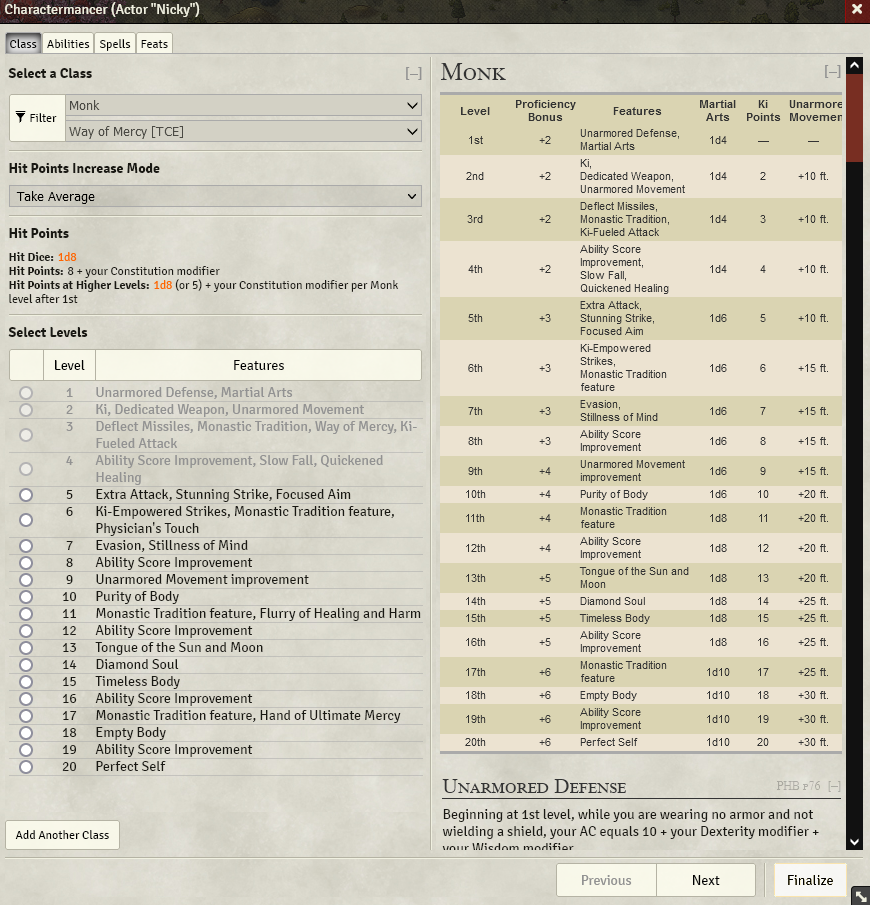 Charactermancer (Actor "Nicky")
Class
Abilities
Spells
Feats
Select a Class
[–]
Filter
Monk
Way of Mercy [TCE]
Hit Points Increase Mode
Take Average
Hit Points
Hit Dice: 1d8
Hit Points: 8 + your Constitution modifier
Hit Points at Higher Levels: 1d8 (or 5) + your Constitution modifier per Monk
level after 1st
Select Levels
Level Features
1 Unarmored Defense, Martial Arts
2 Ki, Dedicated Weapon, Unarmored Movement
3 Deflect Missiles, Monastic Tradition, Way of Mercy, Ki-
Fueled Attack
4 Ability Score Improvement, Slow Fall, Quickened
Healing
5 Extra Attack, Stunning Strike, Focused Aim
6 Ki-Empowered Strikes, Monastic Tradition feature,
Physician's Touch
7 Evasion, Stillness of Mind
8 Ability Score Improvement
9 Unarmored Movement improvement
10 Purity of Body
11 Monastic Tradition feature, Flurry of Healing and Harm
12 Ability Score Improvement
13 Tongue of the Sun and Moon
14 Diamond Soul
15 Timeless Body
16 Ability Score Improvement
17 Monastic Tradition feature, Hand of Ultimate Mercy
18 Empty Body
19 Ability Score Improvement
20 Perfect Self
Add Another Class
Monk
[–]
Level Proficiency Features Martial Ki Unarmore
Bonus Arts Points Movemen
1st +2 Unarmored Defense, 1d4 — —
Martial Arts
Ki,
2nd +2 Dedicated Weapon, 1d4 2 +10 ft.
Unarmored Movement
Deflect Missiles,
3rd +2 Monastic Tradition, 1d4 3 +10 ft.
Ki-Fueled Attack
Ability Score
Improvement,
4th +2 Slow Fall, 1d4 4 +10 ft.
Quickened Healing
Extra Attack,
5th +3 Stunning Strike, 1d6 5 +10 ft.
Focused Aim
Ki-Empowered
Strikes,
6th +3 Monastic Tradition 1d6 6 +15 ft.
feature
7th +3 Evasion, 1d6 7 +15 ft.
Stillness of Mind
8th +3 Ability Score 1d6 8 +15 ft.
Improvement
9th +4 Unarmored Movement 1d6 9 +15 ft.
improvement
10th +4 Purity of Body 1d6 10 +20 ft.
11th +4 Monastic Tradition 1d8 11 +20 ft.
feature
12th +4 Ability Score 1d8 12 +20 ft.
Improvement
13th +5 Tongue of the Sun and 1d8 13 +20 ft.
Moon
14th +5 Diamond Soul 1d8 14 +25 ft.
15th +5 Timeless Body 1d8 15 +25 ft.
16th +5 Ability Score 1d8 16 +25 ft.
Improvement
17th +6 Monastic Tradition 1d10 17 +25 ft.
feature
18th +6 Empty Body 1d10 18 +30 ft.
19th +6 Ability Score 1d10 19 +30 ft.
Improvement
20th +6 Perfect Self 1d10 20 +30 ft.
Unarmored Defense PHB p76 [–]
Beginning at 1st level, while you are wearing no armor and not
wielding a shield, your AC equals 10 + your Dexterity modifier +
your Wisdom modifier
Previous
Next
Finalize